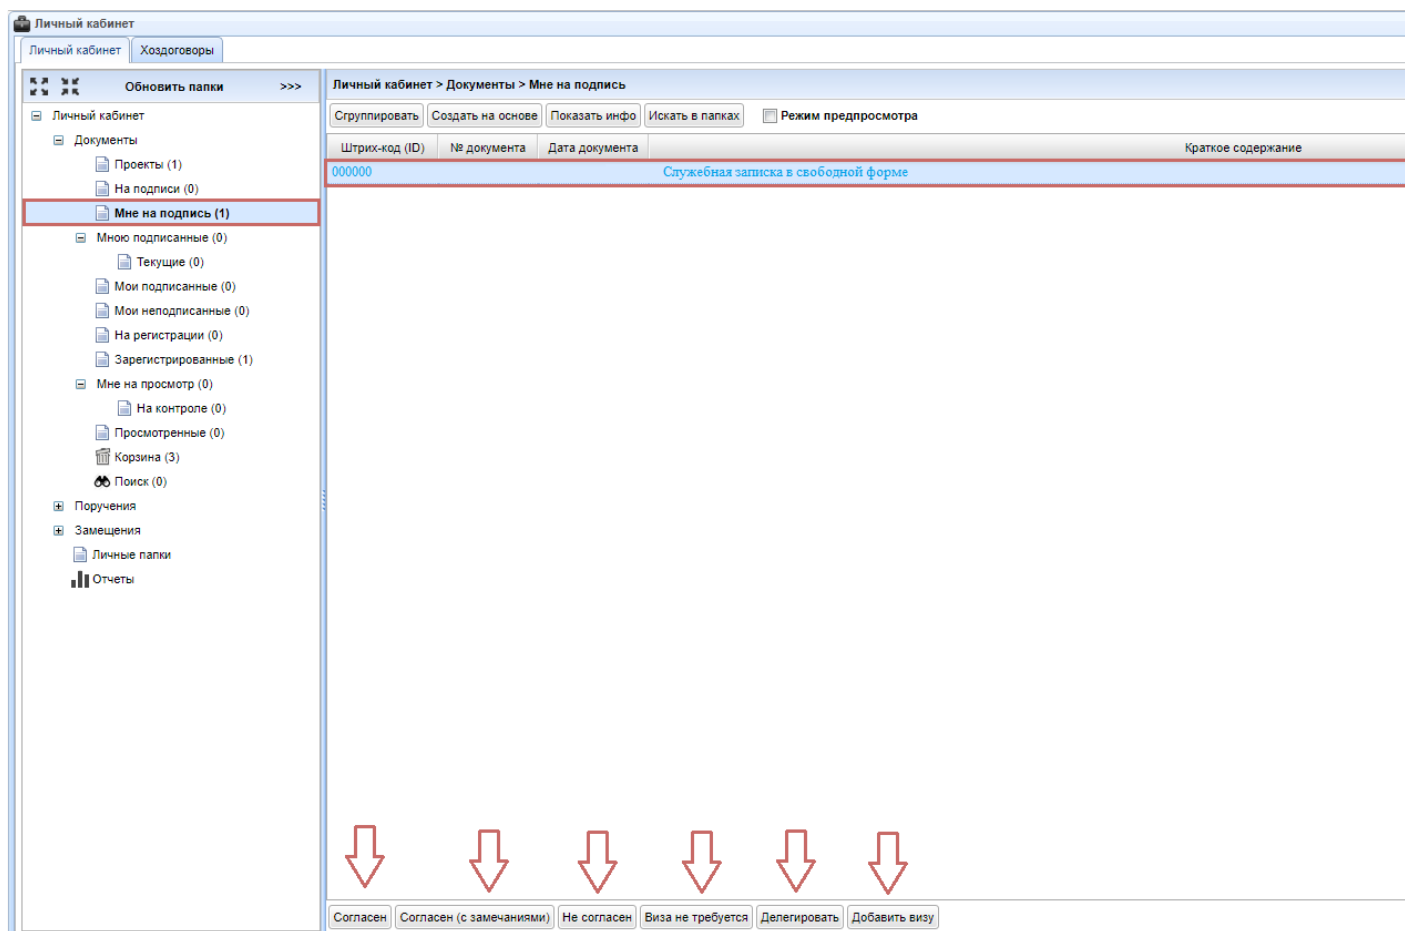 Личный кабинет
Личный кабинет Хоздоговоры
Обновить папки >>>
Личный кабинет
Документы
Проекты (1)
На подписи (0)
Мне на подпись (1)
Мною подписанные (0)
Текущие (0)
Мои подписанные (0)
Мои неподписанные (0)
На регистрации (0)
Зарегистрированные (1)
Мне на просмотр (0)
На контроле (0)
Просмотренные (0)
Корзина (3)
Поиск (0)
Поручения
Замещения
Личные папки
Отчеты
Личный кабинет > Документы > Мне на подпись
Сгруппировать Создать на основе Показать инфо Искать в папках Режим предпросмотра
Штрих-код (ID) № документа Дата документа Краткое содержание
000000 Служебная записка в свободной форме
Согласен Согласен (с замечаниями) Не согласен Виза не требуется Делегировать Добавить визу